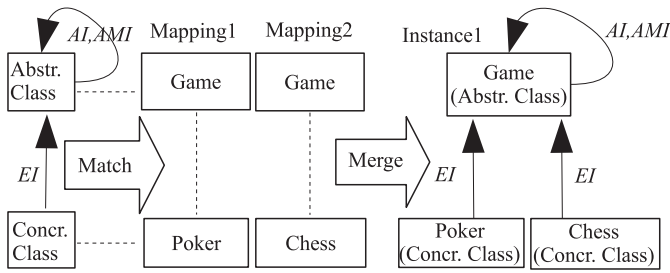 AI,AMI Mapping1 Mapping2 Instance1 AI,AMI
Abstr.
Class
Game
Game
Game
(Abstr. Class)
EI
Match
Merge
EI
EI
Concr.
Class
Poker
Chess
Poker
(Concr. Class)
Chess
(Concr. Class)